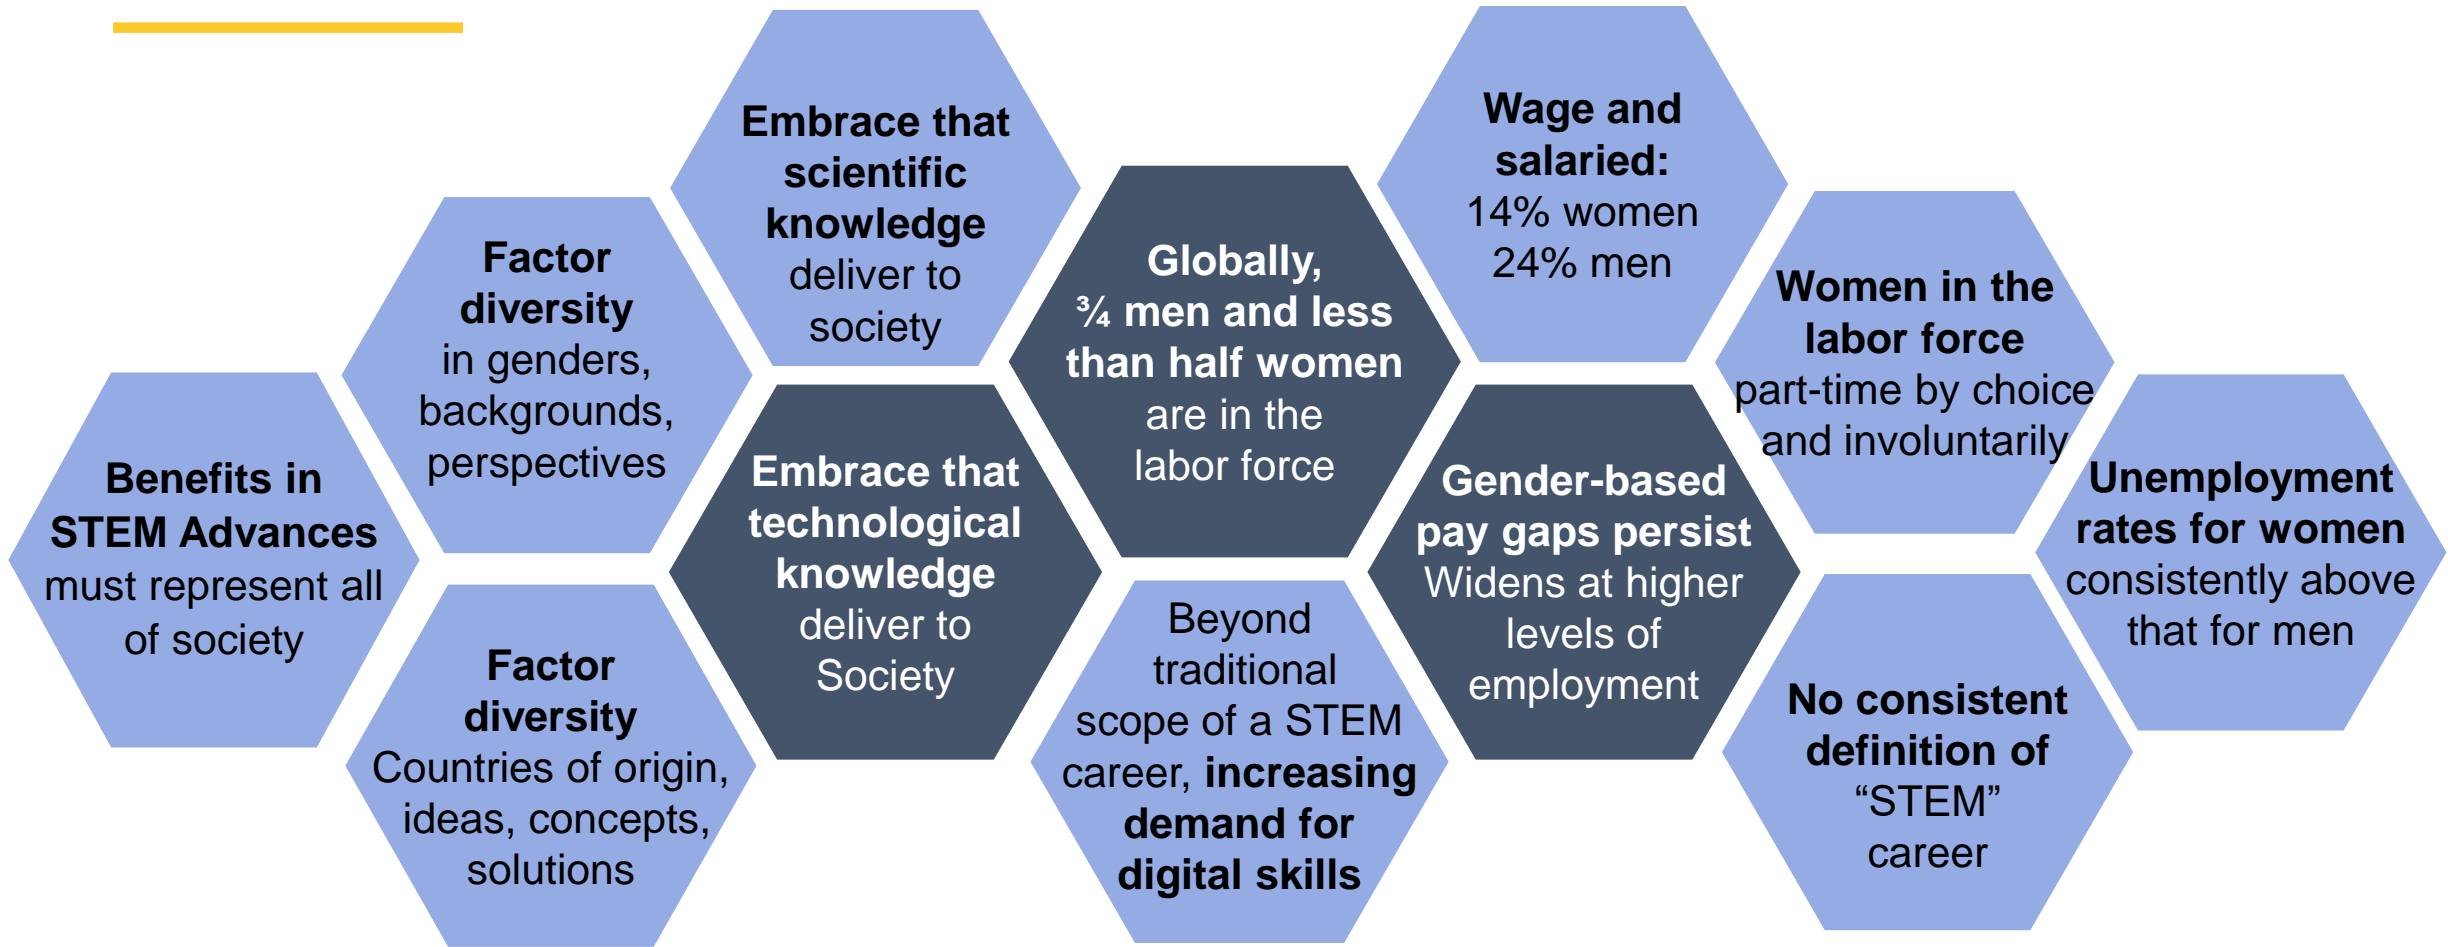 Benefits in
STEM Advances
must represent all
of society
Factor
diversity
in genders,
backgrounds,
perspectives
Factor
diversity
Countries of origin,
ideas, concepts,
solutions
Embrace that
scientific
knowledge
deliver to
society
Embrace that
technological
knowledge
deliver to
Society
Globally,
¾ men and less
than half women
are in the
labor force
Beyond
traditional
scope of a STEM
career, increasing
demand for
digital skills
Wage and
salaried:
14% women
24% men
Gender-based
pay gaps persist
Widens at higher
levels of
employment
Women in the
labor force
part-time by choice
and involuntarily
No consistent
definition of
“STEM”
career
Unemployment
rates for women
consistently above
that for men